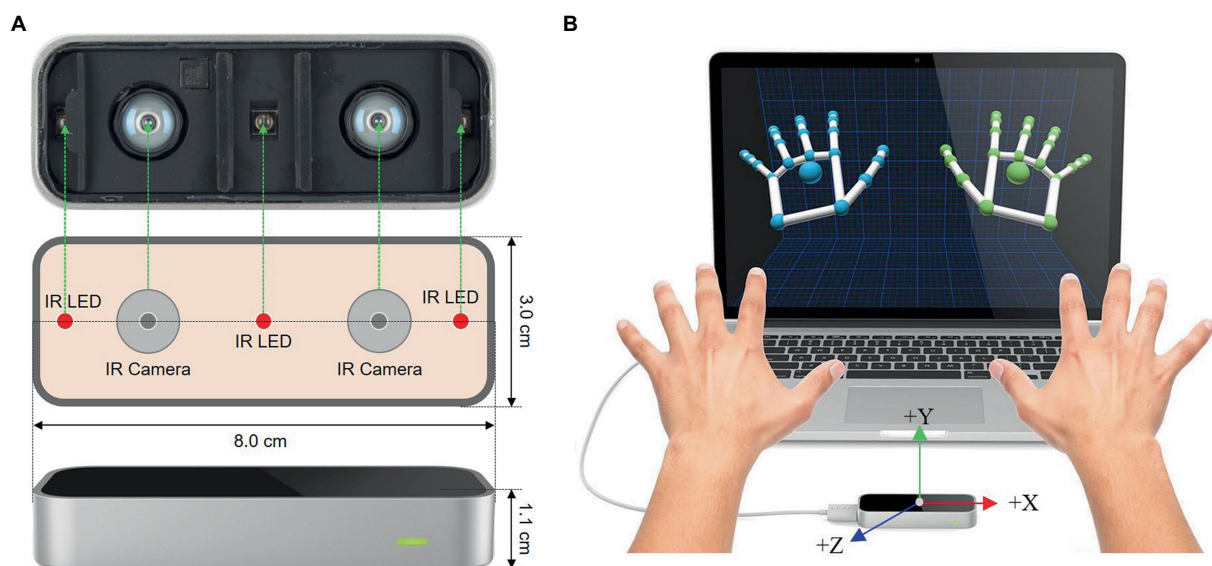 A
B
IR LED
IR LED
IR LED
IR Camera
IR Camera
3.0 cm
8.0 cm
1.1 cm
+Y
+X
+Z